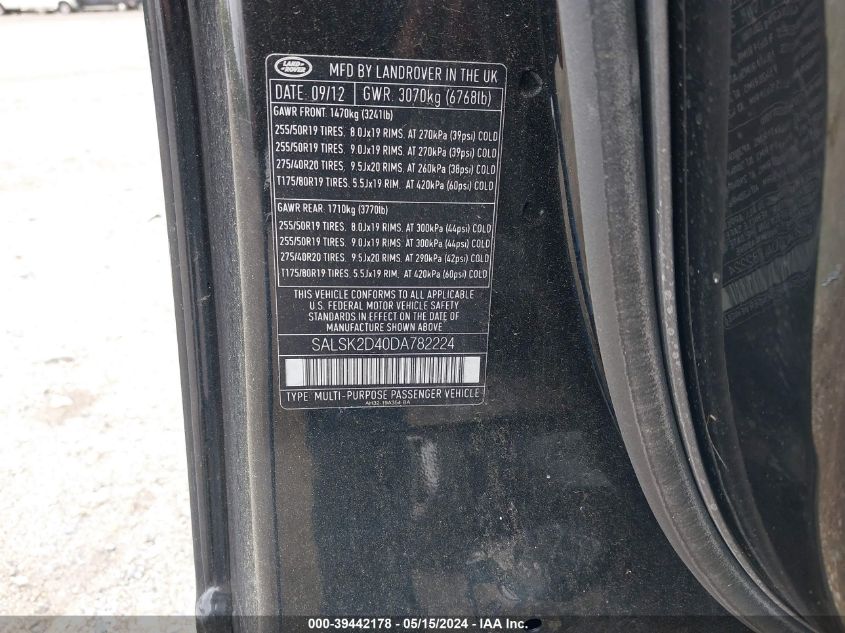 LAND ROVER
MFD BY LANDROVER IN THE UK
DATE: 09/12 GWR: 3070kg (6768lb)
GAWR FRONT: 1470kg (3241lb)
255/50R19 TIRES. 8.0Jx19 RIMS. AT 270kPa (39psi) COLD
255/50R19 TIRES. 9.0Jx19 RIMS. AT 270kPa (39psi) COLD
275/40R20 TIRES. 9.5Jx20 RIMS. AT 260kPa (38psi) COLD
T175/80R19 TIRES. 5.5Jx19 RIM. AT 420kPa (60psi) COLD
GAWR REAR: 1710kg (3770lb)
255/50R19 TIRES. 8.0Jx19 RIMS. AT 300kPa (44psi) COLD
255/50R19 TIRES. 9.0Jx19 RIMS. AT 300kPa (44psi) COLD
275/40R20 TIRES. 9.5Jx20 RIMS. AT 290kPa (42psi) COLD
T175/80R19 TIRES. 5.5Jx19 RIM. AT 420kPa (60psi) COLD
THIS VEHICLE CONFORMS TO ALL APPLICABLE
U.S. FEDERAL MOTOR VEHICLE SAFETY
STANDARDS IN EFFECT ON THE DATE OF
MANUFACTURE SHOWN ABOVE
SALSK2D40DA782224
TYPE: MULTI-PURPOSE PASSENGER VEHICLE
AH32-19A354-BA
000-39442178 - 05/15/2024 - IAA Inc.